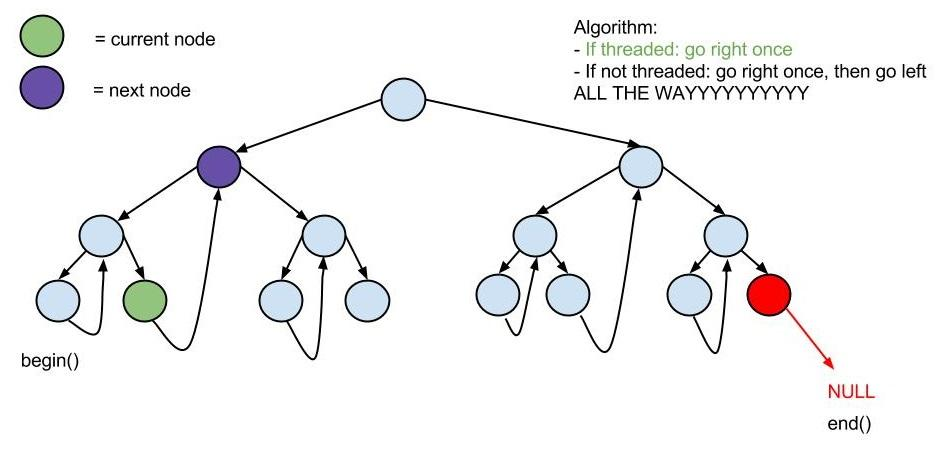 = current node
= next node
Algorithm:
- If threaded: go right once
- If not threaded: go right once, then go left
ALL THE WAYYYYYYYYYY
begin()
NULL
end()